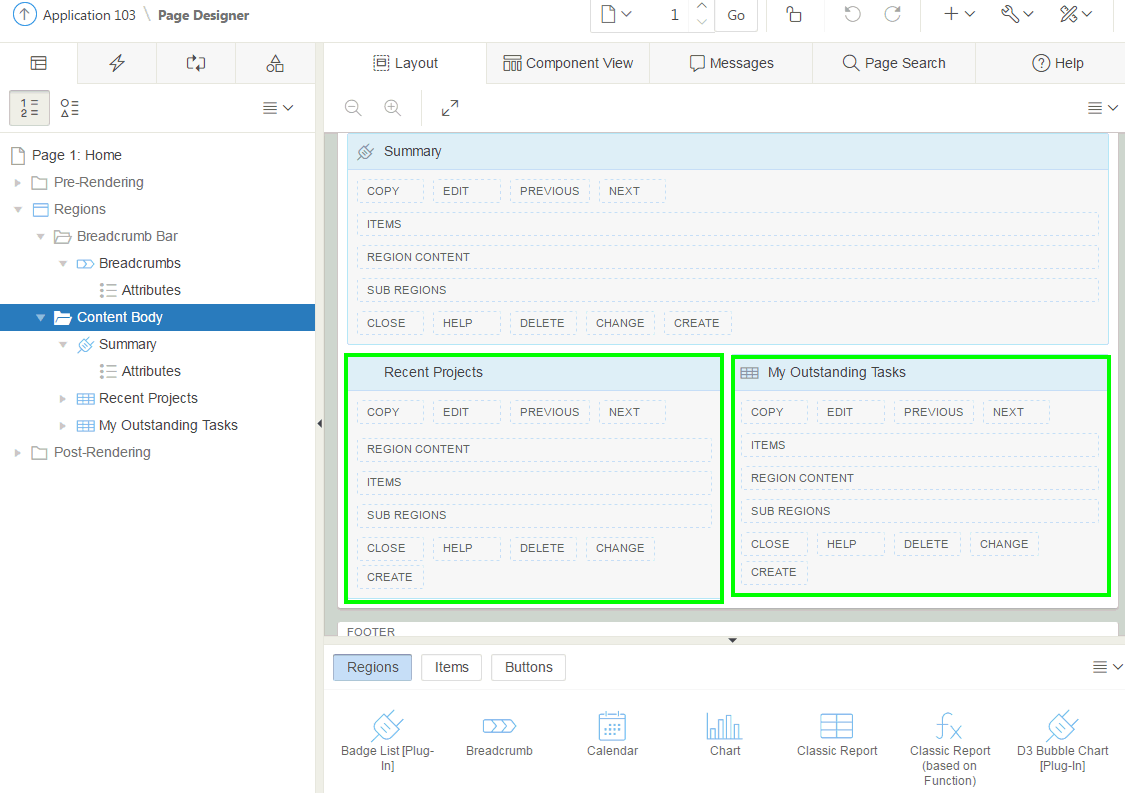 Application 103 \ Page Designer
1 Go
Layout Component View Messages Page Search Help
Page 1: Home
Pre-Rendering
Regions
Breadcrumb Bar
Breadcrumbs
Attributes
Content Body
Summary
Attributes
Recent Projects
My Outstanding Tasks
Post-Rendering
Summary
COPY EDIT PREVIOUS NEXT
ITEMS
REGION CONTENT
SUB REGIONS
CLOSE HELP DELETE CHANGE CREATE
Recent Projects
COPY EDIT PREVIOUS NEXT
REGION CONTENT
ITEMS
SUB REGIONS
CLOSE HELP DELETE CHANGE
CREATE
My Outstanding Tasks
COPY EDIT PREVIOUS NEXT
ITEMS
REGION CONTENT
SUB REGIONS
CLOSE HELP DELETE CHANGE
CREATE
FOOTER
Regions Items Buttons
Badge List [Plug-
In]
Breadcrumb
Calendar
Chart
Classic Report
Classic Report
(based on
Function)
D3 Bubble Chart
[Plug-In]